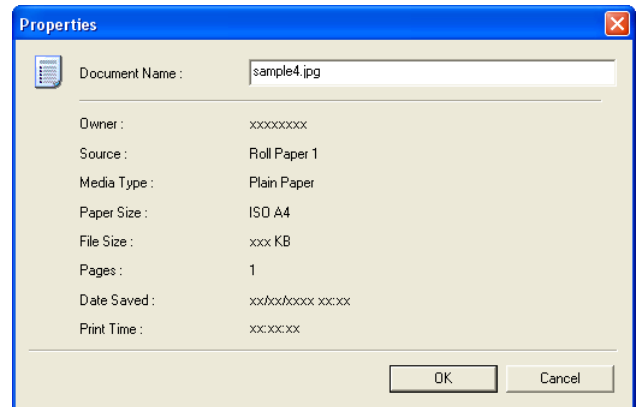 Properties
Document Name : sample4.jpg
Owner : xxxxxxxx
Source : Roll Paper 1
Media Type : Plain Paper
Paper Size : ISO A4
File Size : xxx KB
Pages : 1
Date Saved : xx/xx/xxxx xx:xx
Print Time : xx:xx:xx
OK Cancel